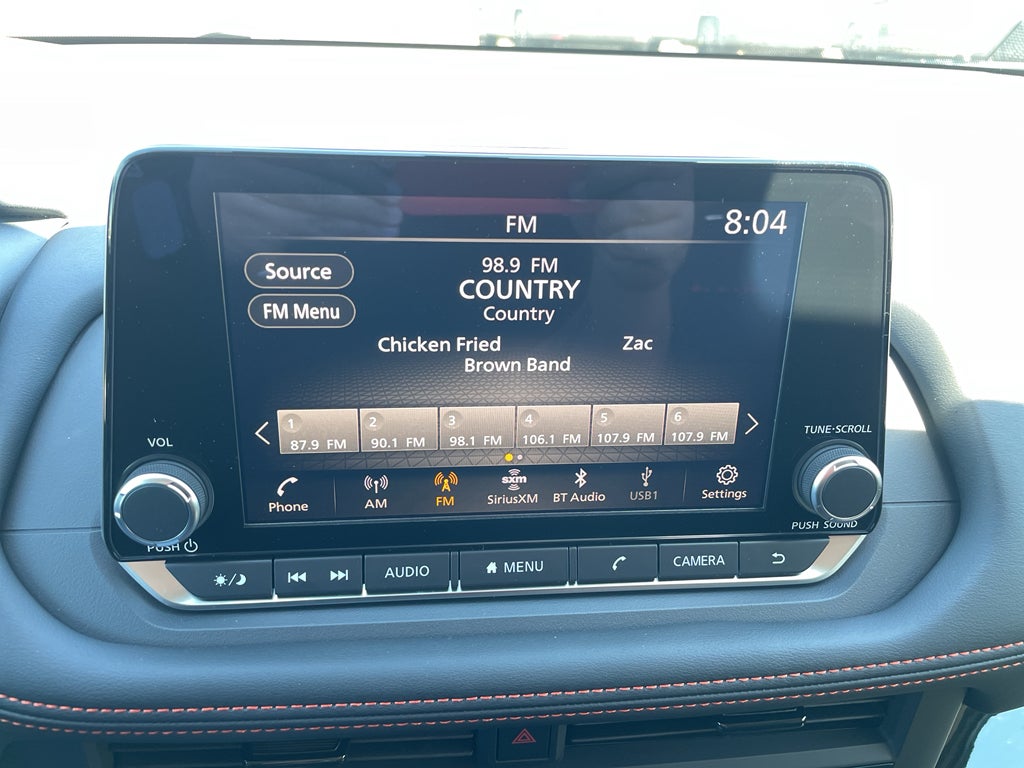 FM
8:04
Source
98.9 FM
COUNTRY
FM Menu
Country
Chicken Fried Zac
Brown Band
1 2 3 4 5 6
87.9 FM 90.1 FM 98.1 FM 106.1 FM 107.9 FM 107.9 FM
VOL
TUNE·SCROLL
Phone AM FM SiriusXM BT Audio USB1 Settings
sxm
PUSH
PUSH SOUND
AUDIO MENU CAMERA